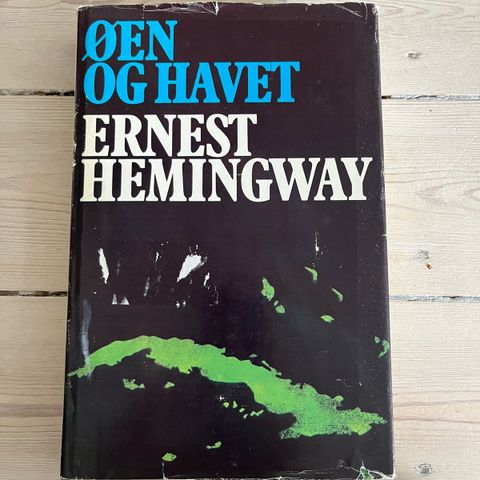 ØEN
OG HAVET
ERNEST
HEMINGWAY